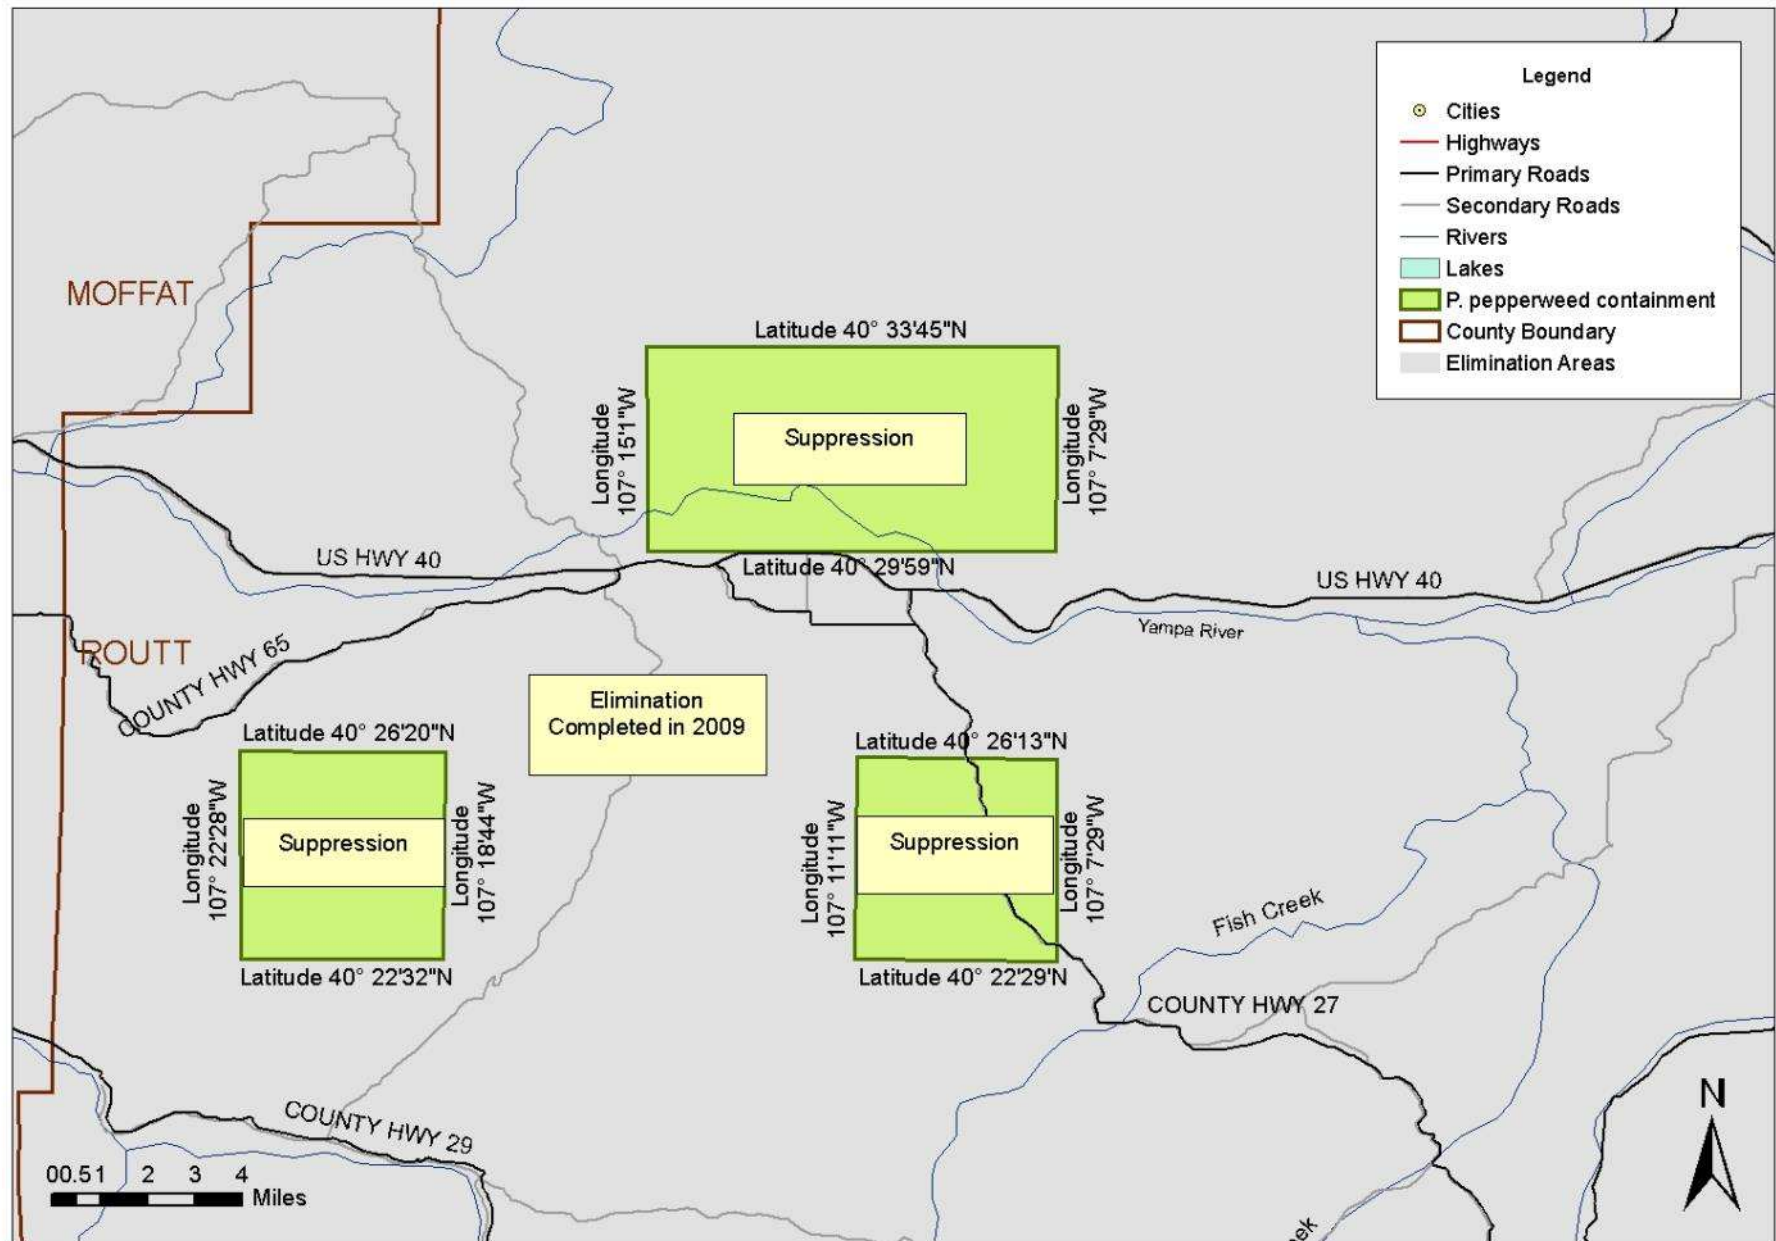 Legend
Cities
Highways
Primary Roads
Secondary Roads
Rivers
Lakes
P. pepperweed containment
County Boundary
Elimination Areas
MOFFAT
Latitude 40° 33'45"N
Longitude
107° 15'1"W
Suppression
Longitude
107° 7'29"W
Latitude 40° 29'59"N
US HWY 40
US HWY 40
Yampa River
ROUTT
COUNTY HWY 65
Elimination
Completed in 2009
Latitude 40° 26'20"N
Longitude
107° 22'28"W
Suppression
Longitude
107° 18'44"W
Latitude 40° 22'32"N
Latitude 40° 26'13"N
Longitude
107° 11'11"W
Suppression
Longitude
107° 7'29"W
Latitude 40° 22'29'N
Fish Creek
COUNTY HWY 27
COUNTY HWY 29
N
00.51 2 3 4
Miles